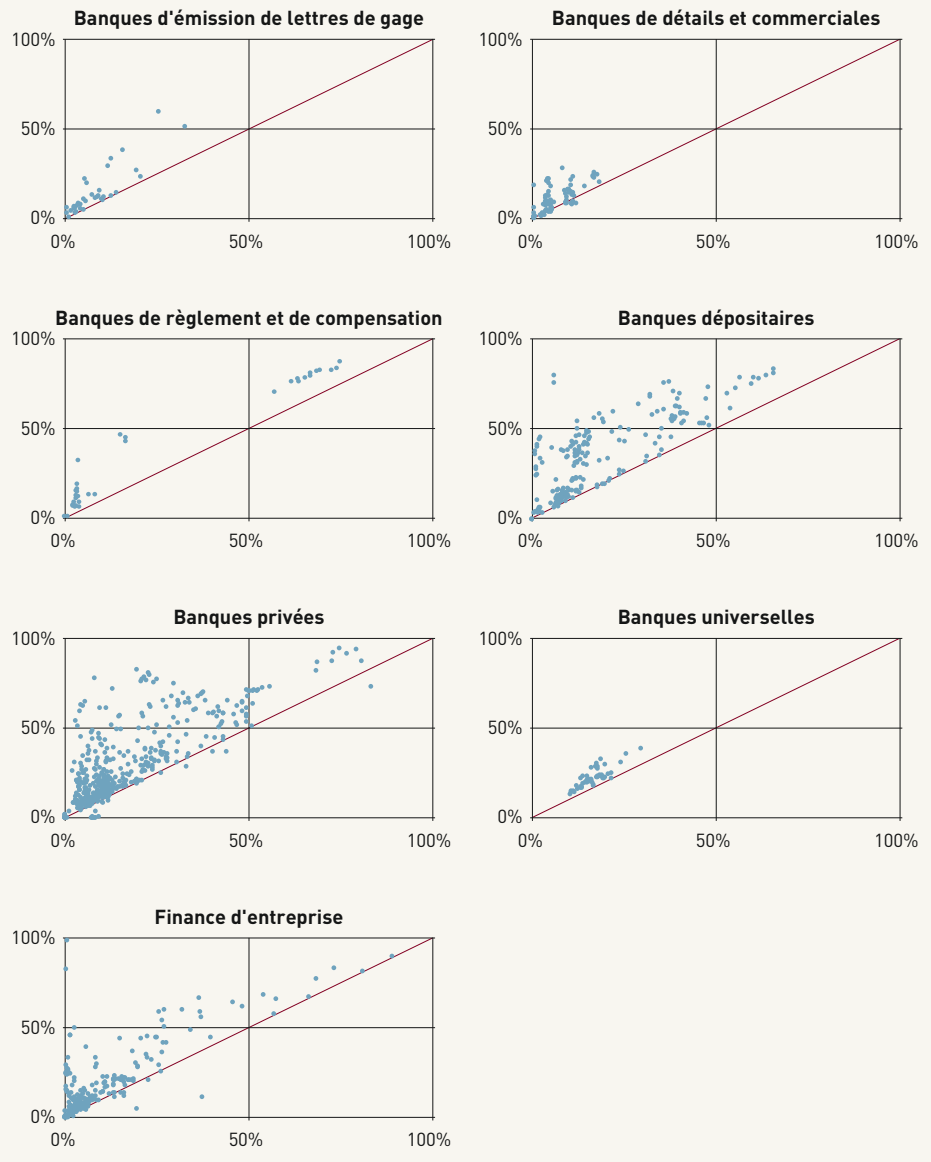 Banques d'émission de lettres de gage
100%
50%
0%
0% 50% 100%
Banques de détails et commerciales
100%
50%
0%
0% 50% 100%
Banques de règlement et de compensation
100%
50%
0%
0% 50% 100%
Banques dépositaires
100%
50%
0%
0% 50% 100%
Banques privées
100%
50%
0%
0% 50% 100%
Banques universelles
100%
50%
0%
0% 50% 100%
Finance d'entreprise
100%
50%
0%
0% 50% 100%